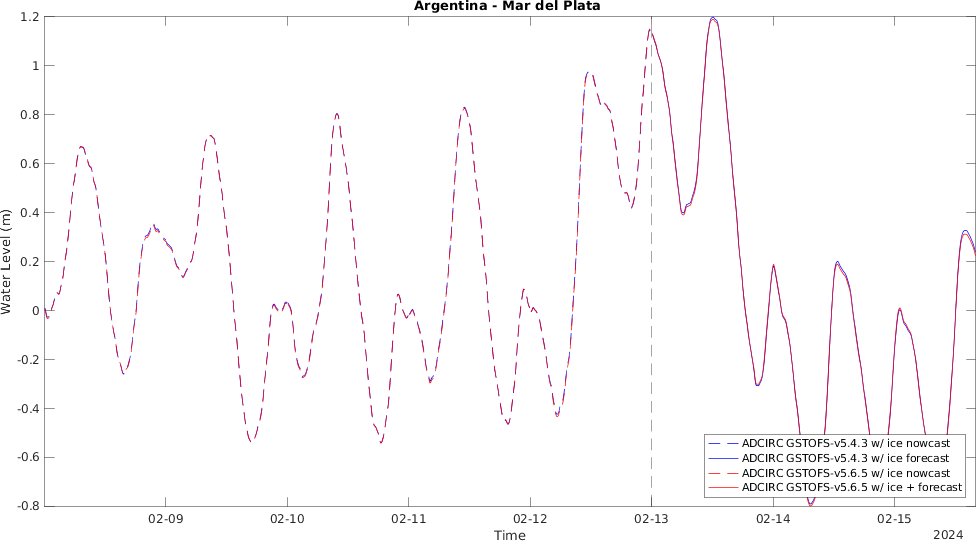 Argentina - Mar del Plata
1.2
1
0.8
0.6
0.4
0.2
0
-0.2
-0.4
-0.6
-0.8
Water Level (m)
ADCIRC GSTOFS-v5.4.3 w/ ice nowcast
ADCIRC GSTOFS-v5.4.3 w/ ice forecast
ADCIRC GSTOFS-v5.6.5 w/ ice nowcast
ADCIRC GSTOFS-v5.6.5 w/ ice + forecast
02-09 02-10 02-11 02-12 02-13 02-14 02-15
Time 2024